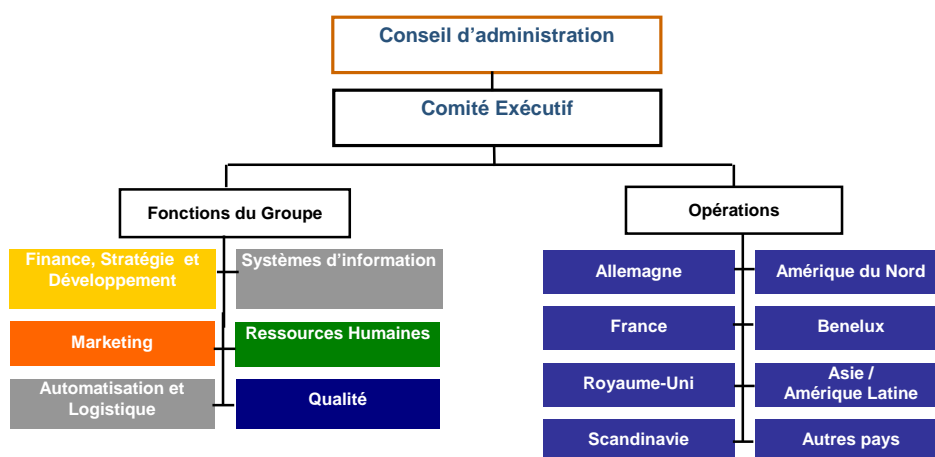 Conseil d’administration
Comité Exécutif
Fonctions du Groupe
Opérations
Finance, Stratégie et
Développement
Systèmes d’information
Marketing
Ressources Humaines
Automatisation et
Logistique
Qualité
Allemagne
Amérique du Nord
France
Benelux
Royaume-Uni
Asie /
Amérique Latine
Scandinavie
Autres pays